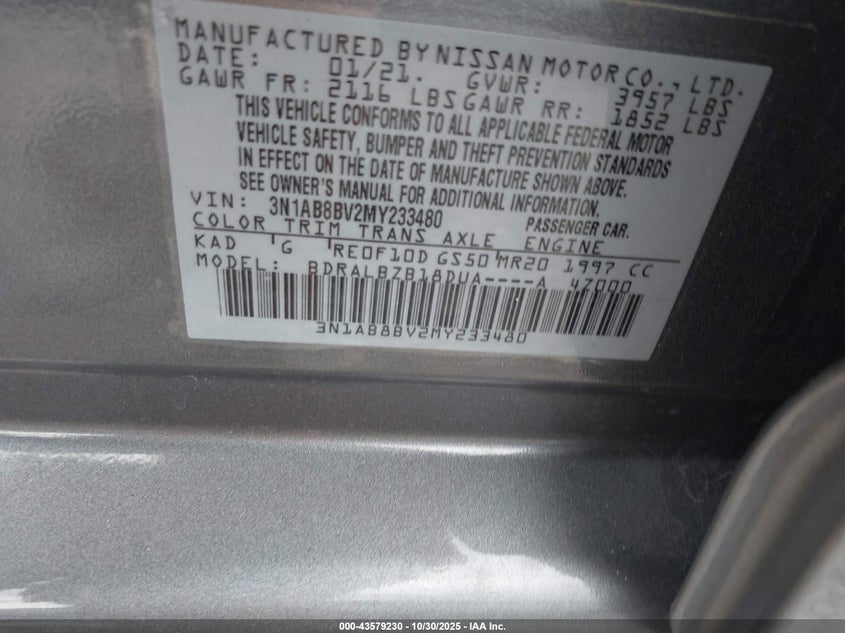 MANUFACTURED BY NISSAN MOTOR CO., LTD.
DATE: 01/21. GVWR: 3957 LBS
GAWR FR: 2116 LBS GAWR RR: 1852 LBS
THIS VEHICLE CONFORMS TO ALL APPLICABLE FEDERAL MOTOR
VEHICLE SAFETY, BUMPER AND THEFT PREVENTION STANDARDS
IN EFFECT ON THE DATE OF MANUFACTURE SHOWN ABOVE.
SEE OWNER'S MANUAL FOR ADDITIONAL INFORMATION.
VIN: 3N1AB8BV2MY233480 PASSENGER CAR.
COLOR TRIM TRANS AXLE ENGINE
KAD G RE0F10D GS50 MR20 1997 CC
MODEL: BDRALBZB18DUA----A 47000
3N1AB8BV2MY233480
000-43579230 - 10/30/2025 - IAA Inc.